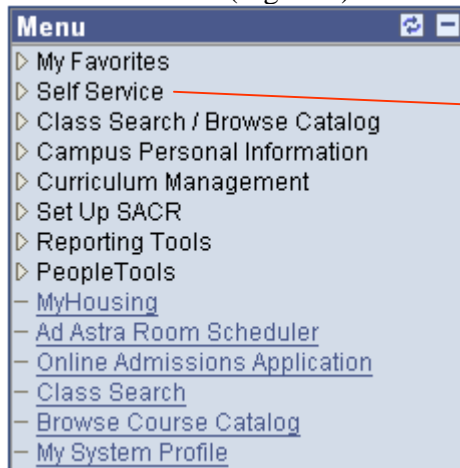 Menu
My Favorites
Self Service
Class Search / Browse Catalog
Campus Personal Information
Curriculum Management
Set Up SACR
Reporting Tools
PeopleTools
MyHousing
Ad Astra Room Scheduler
Online Admissions Application
Class Search
Browse Course Catalog
My System Profile